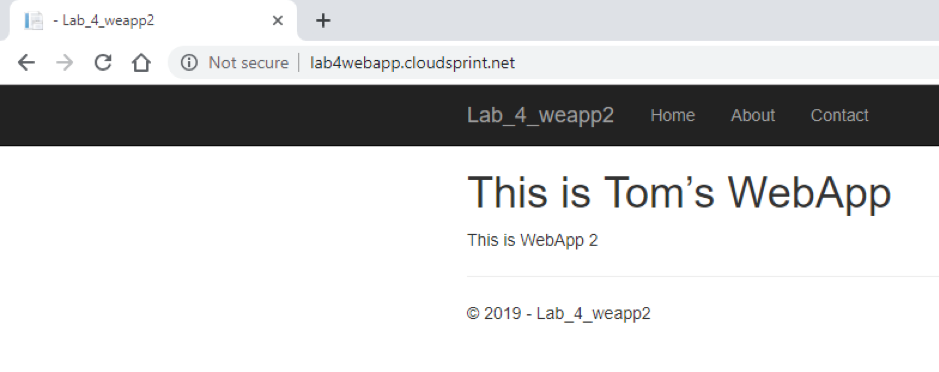 - Lab_4_weapp2
Not secure lab4webapp.cloudsprint.net
Lab_4_weapp2 Home About Contact
This is Tom’s WebApp
This is WebApp 2
© 2019 - Lab_4_weapp2